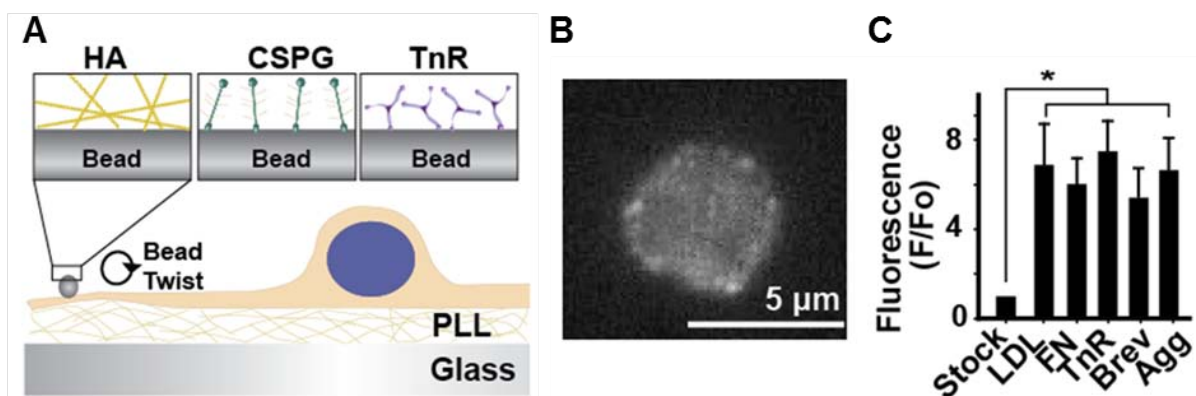 A
HA
CSPG
TnR
Bead
Bead
Bead
Bead
Twist
PLL
Glass
B
5 µm
C
*
Fluorescence
(F/Fo)
8
4
0
Stock
LDL
FN
TnR
Brev
Agg